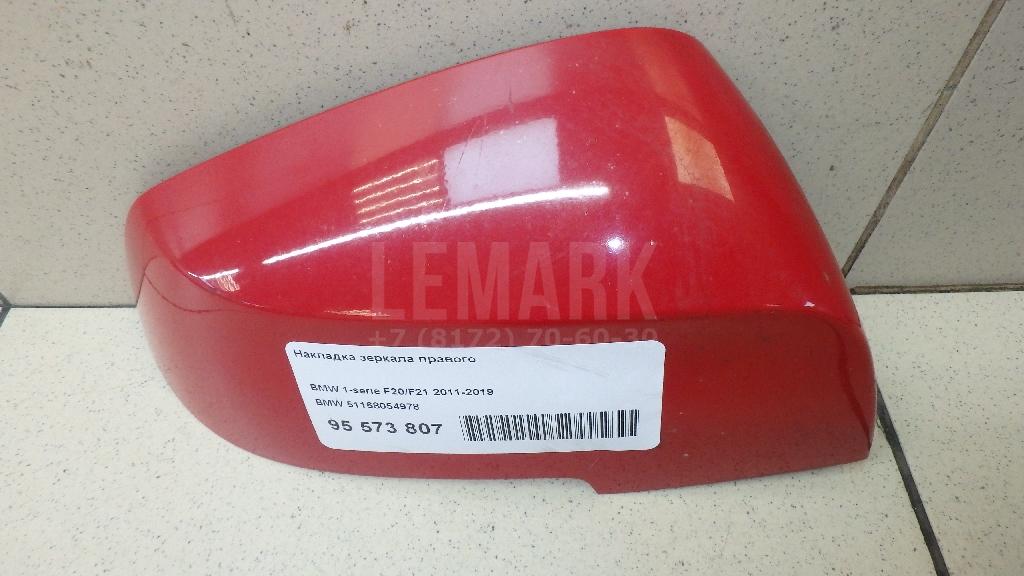 LEMARK
+7 (8172) 70-60-30
Накладка зеркала правого
BMW 1-serie F20/F21 2011-2019
BMW 51168054978
95 573 807